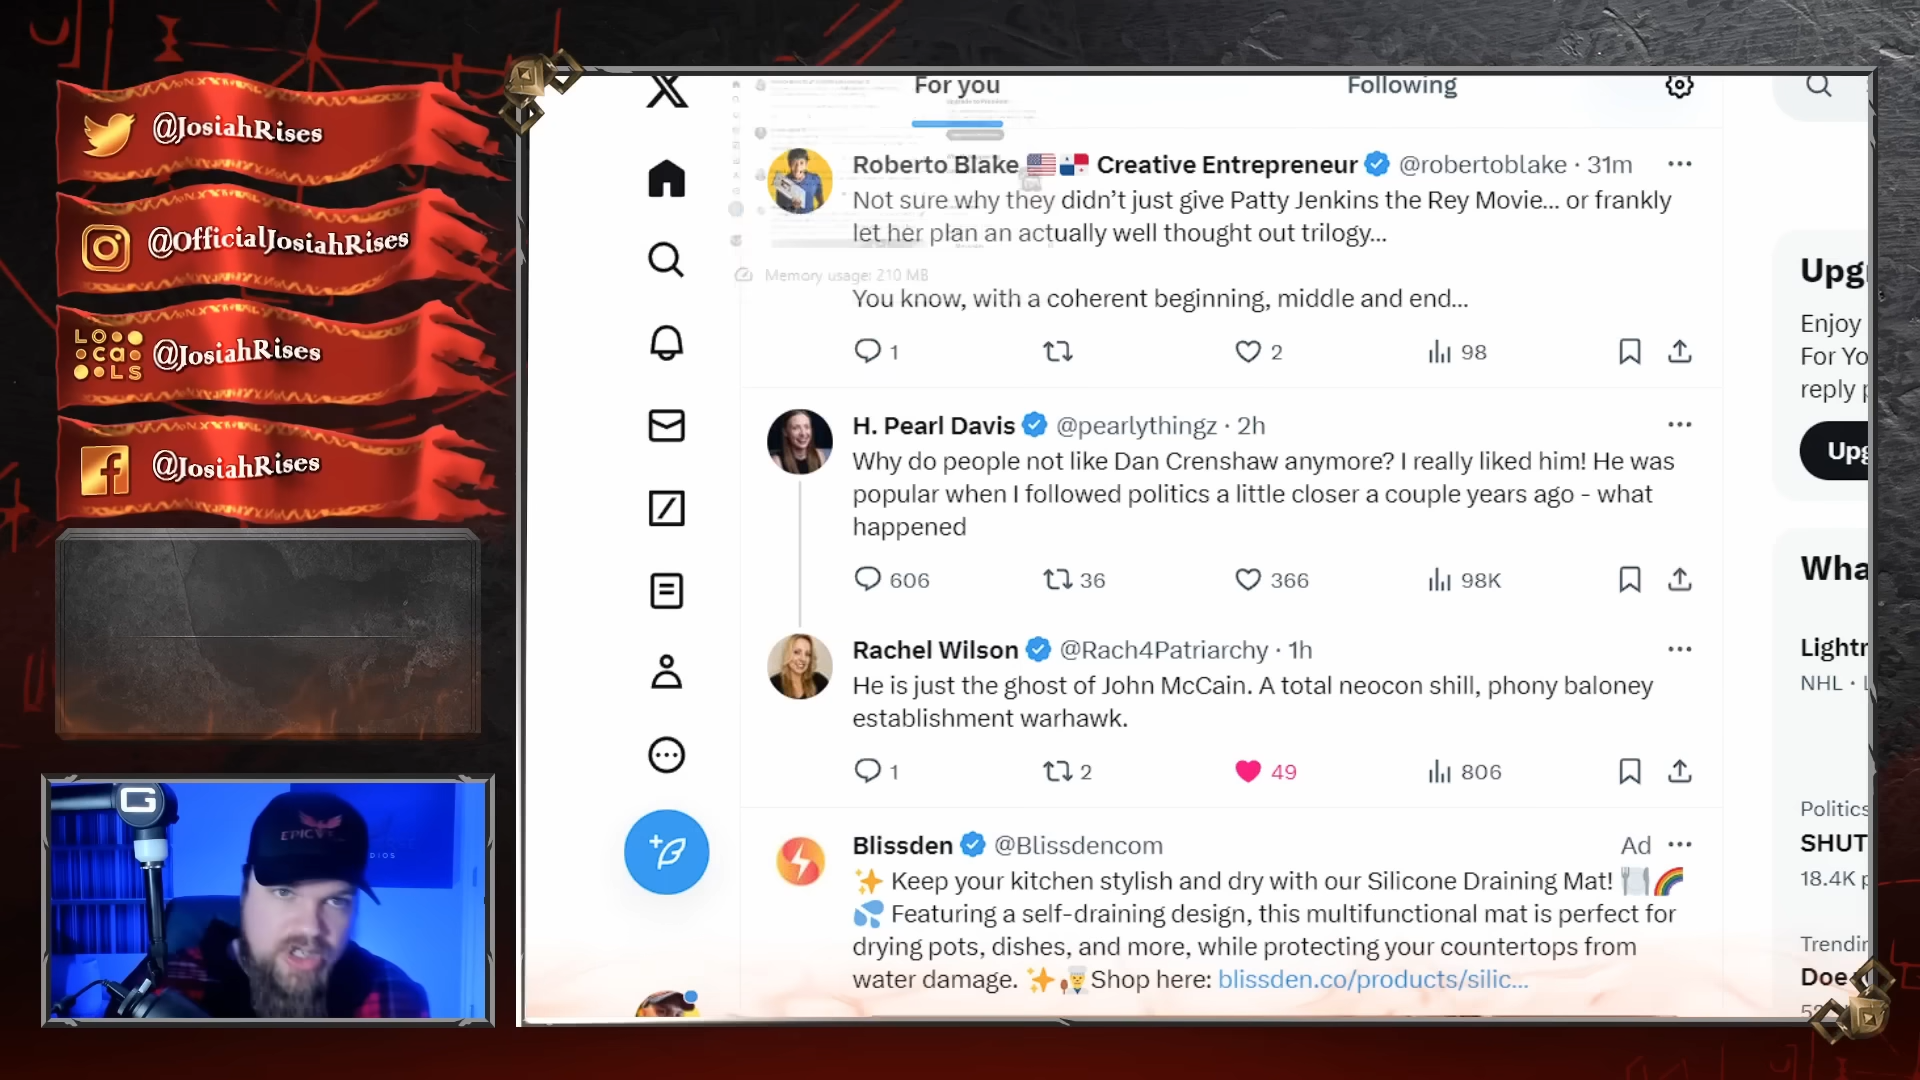 @JosiahRises
@OfficialJosiahRises
LOcaLS
@JosiahRises
@JosiahRises
G
EPIC
DIOS
For you
Following
Roberto Blake 🇺🇸🇵🇦 Creative Entrepreneur @robertoblake · 31m
Not sure why they didn’t just give Patty Jenkins the Rey Movie... or frankly
let her plan an actually well thought out trilogy...
Memory usage: 210 MB
You know, with a coherent beginning, middle and end...
1 2 98
H. Pearl Davis @pearlythingz · 2h
Why do people not like Dan Crenshaw anymore? I really liked him! He was
popular when I followed politics a little closer a couple years ago - what
happened
606 36 366 98K
Rachel Wilson @Rach4Patriarchy · 1h
He is just the ghost of John McCain. A total neocon shill, phony baloney
establishment warhawk.
1 2 49 806
Blissden @Blissdencom Ad
✨ Keep your kitchen stylish and dry with our Silicone Draining Mat! 🍽️🌈
💦 Featuring a self-draining design, this multifunctional mat is perfect for
drying pots, dishes, and more, while protecting your countertops from
water damage. ✨👨‍🍳Shop here: blissden.co/products/silic...
Upg
Enjoy
For Yo
reply p
Upg
Wha
Lightr
NHL · L
Politics
SHUT
18.4K p
Trendin
Doe